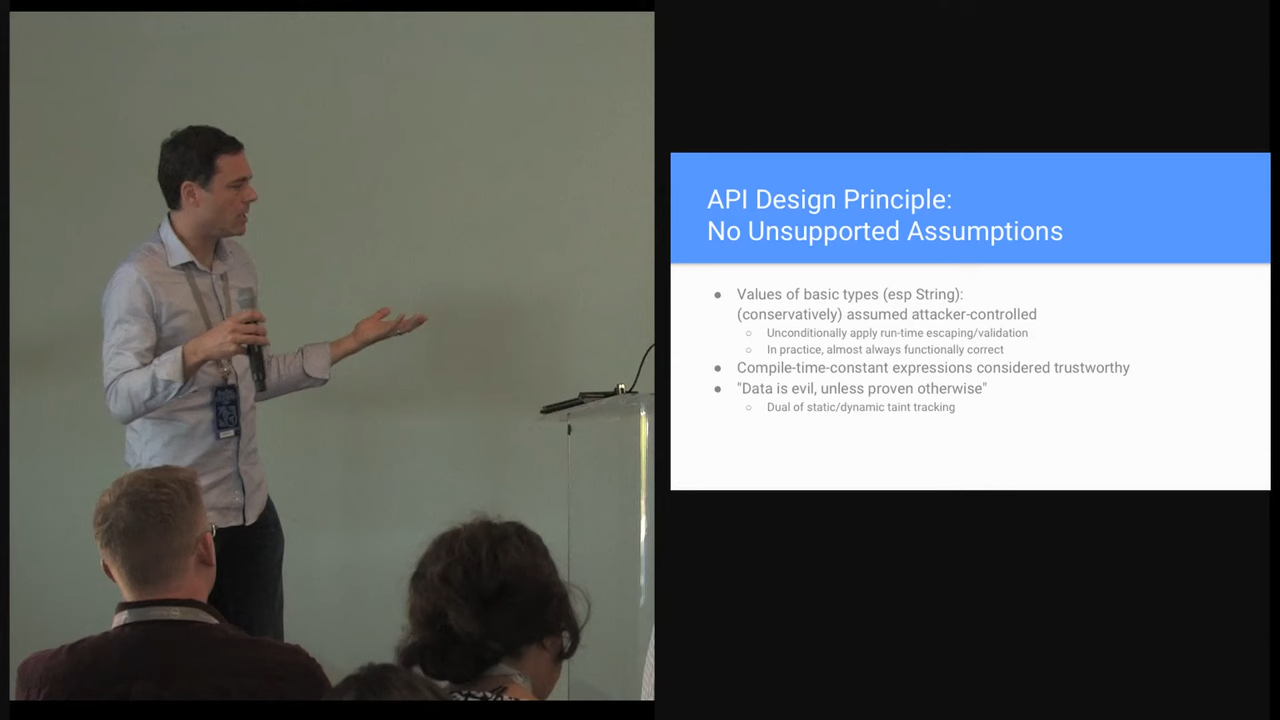 API Design Principle:
No Unsupported Assumptions
● Values of basic types (esp String):
(conservatively) assumed attacker-controlled
○ Unconditionally apply run-time escaping/validation
○ In practice, almost always functionally correct
● Compile-time-constant expressions considered trustworthy
● "Data is evil, unless proven otherwise"
○ Dual of static/dynamic taint tracking